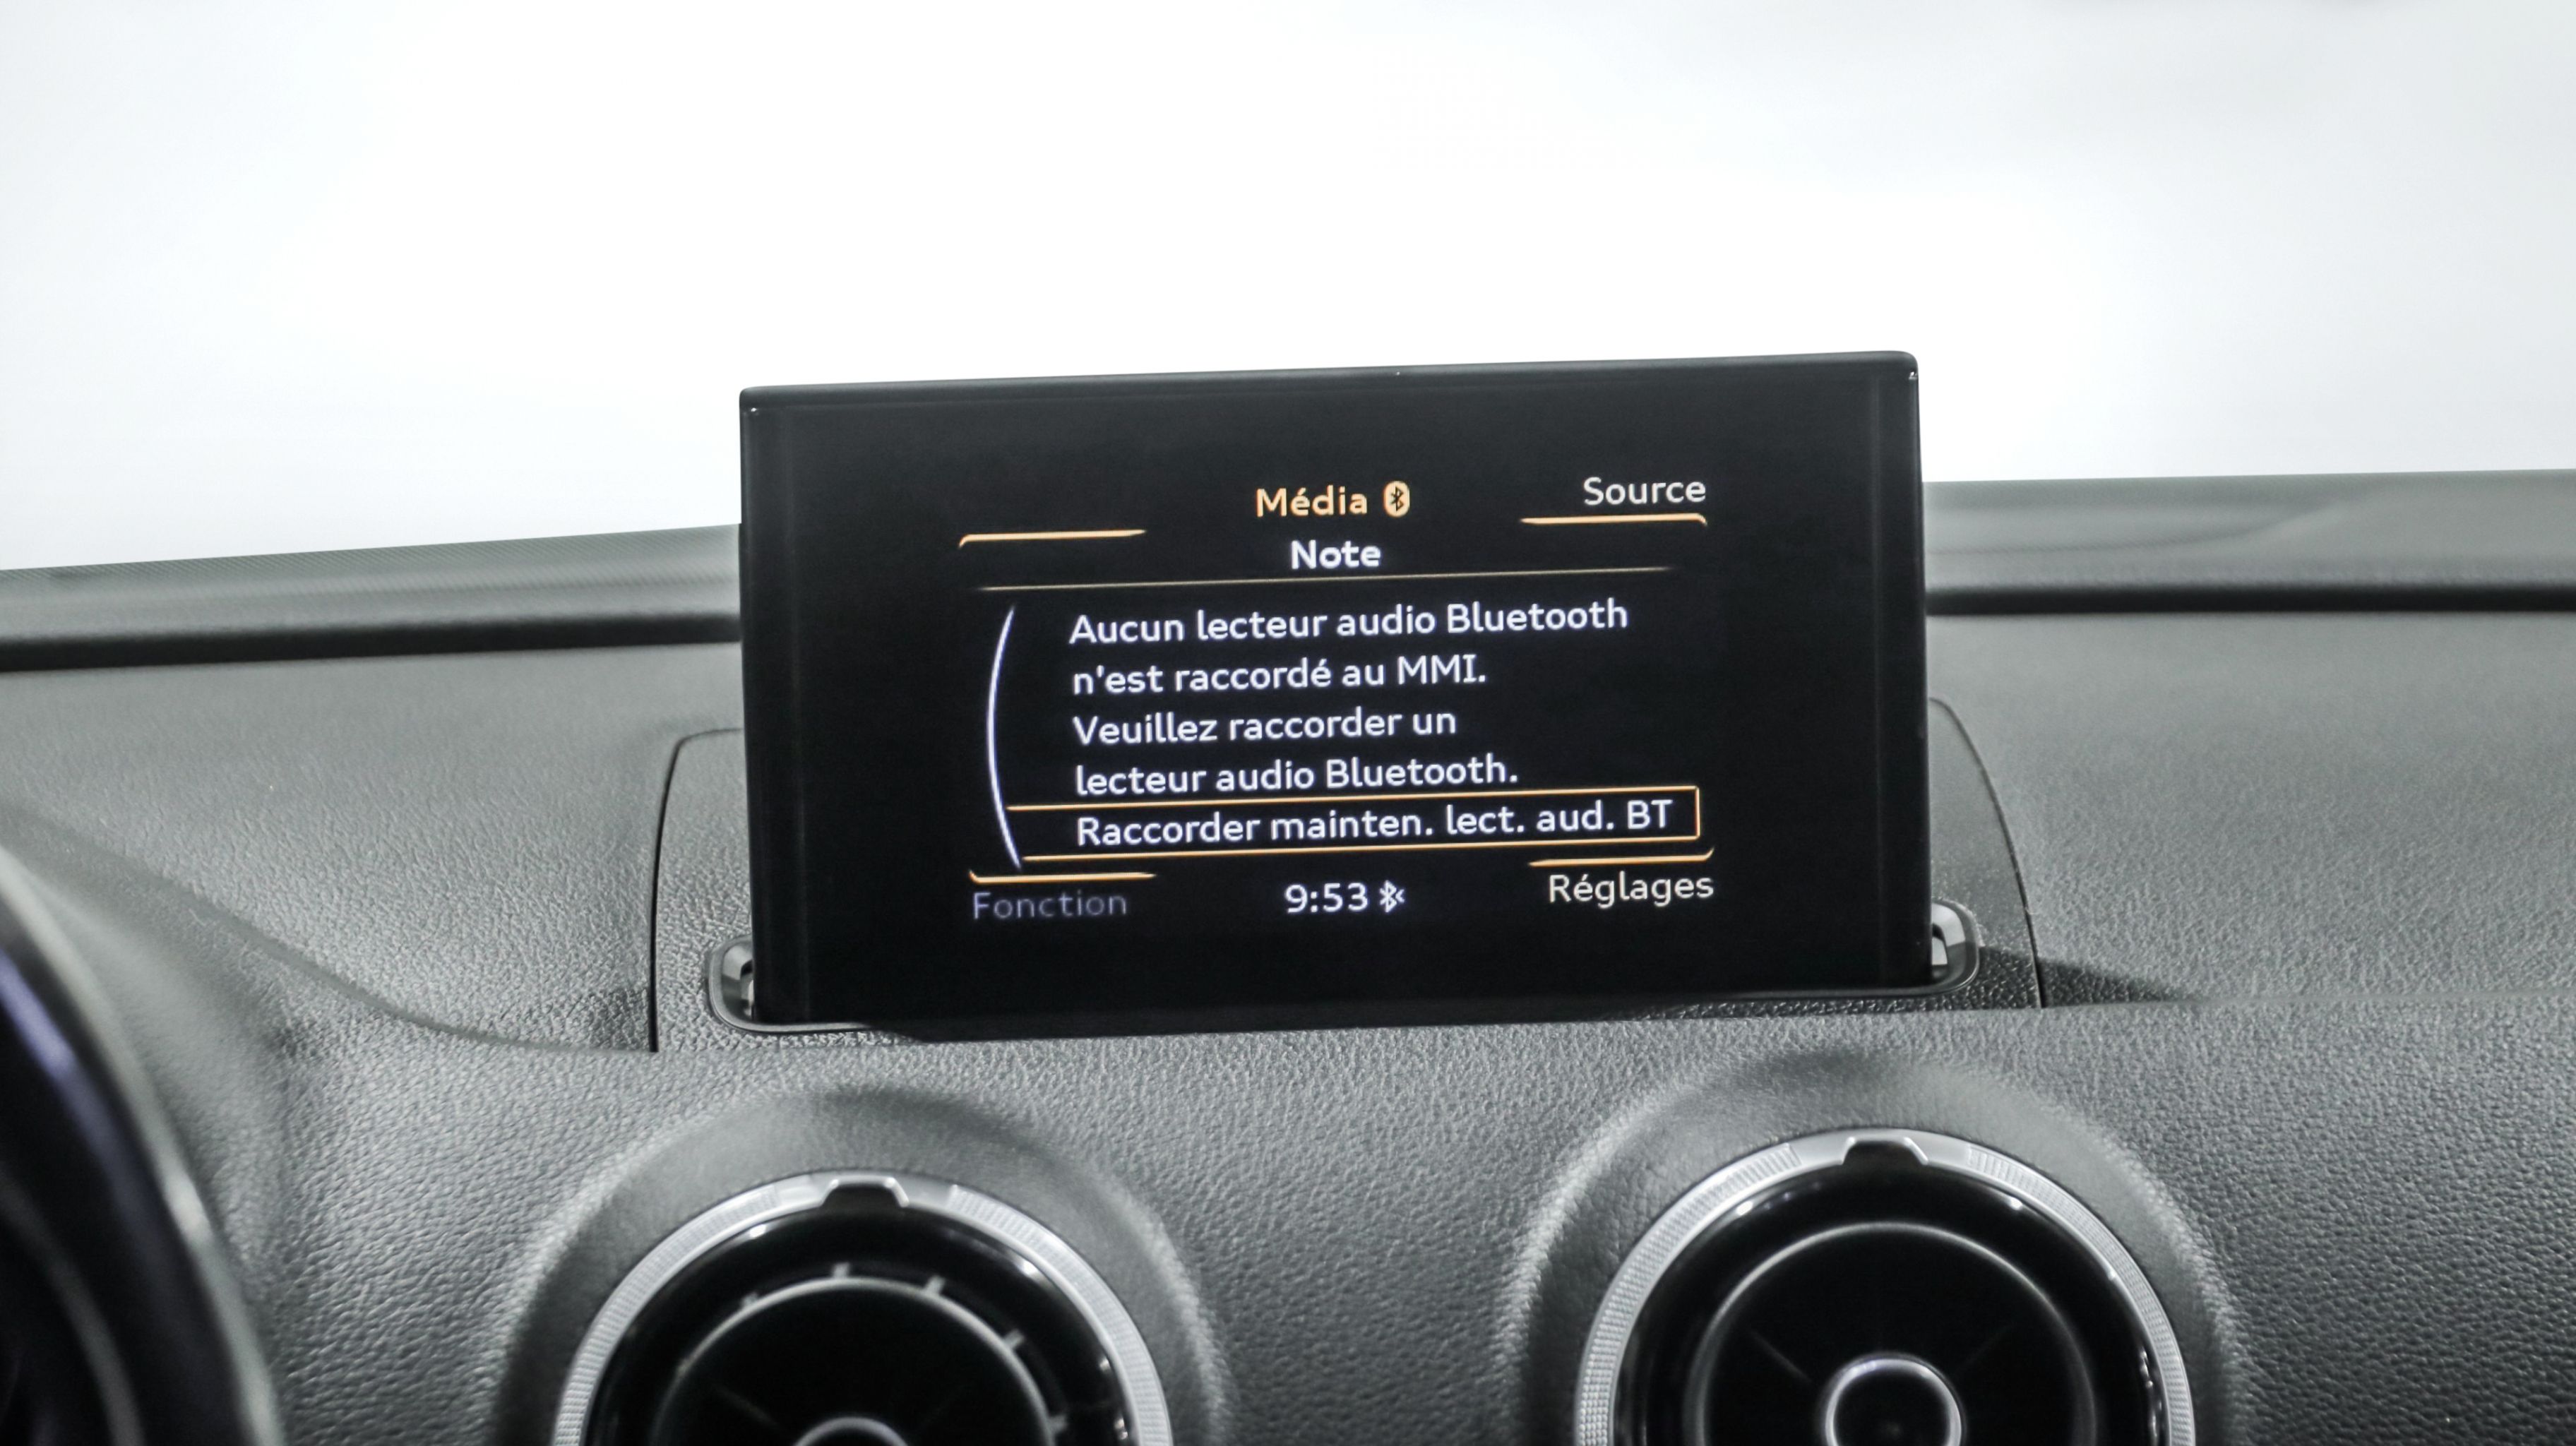 Média
Source
Note
Aucun lecteur audio Bluetooth
n'est raccordé au MMI.
Veuillez raccorder un
lecteur audio Bluetooth.
Raccorder mainten. lect. aud. BT
Fonction
9:53
Réglages